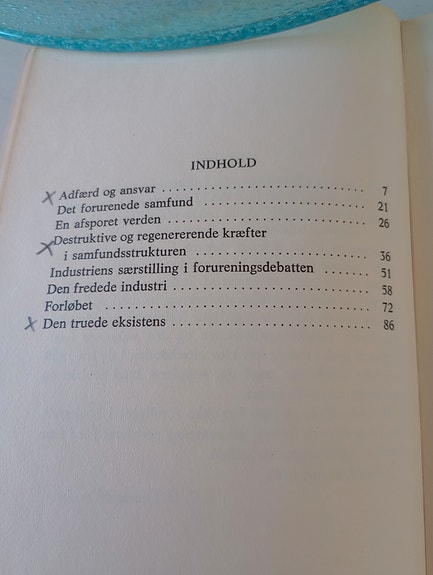 INDHOLD
Adfærd og ansvar . . . . . . . . . . . . . . . . . . . . . . . . . . . . . . 7
Det forurenede samfund . . . . . . . . . . . . . . . . . . . . . . . . 21
En afsporet verden . . . . . . . . . . . . . . . . . . . . . . . . . . . . 26
Destruktive og regenererende kræfter
i samfundsstrukturen . . . . . . . . . . . . . . . . . . . . . . . . . . 36
Industriens særstilling i forureningsdebatten . . . . . . . . . 51
Den fredede industri . . . . . . . . . . . . . . . . . . . . . . . . . . . 58
Forløbet . . . . . . . . . . . . . . . . . . . . . . . . . . . . . . . . . . . . 72
Den truede eksistens . . . . . . . . . . . . . . . . . . . . . . . . . . . 86